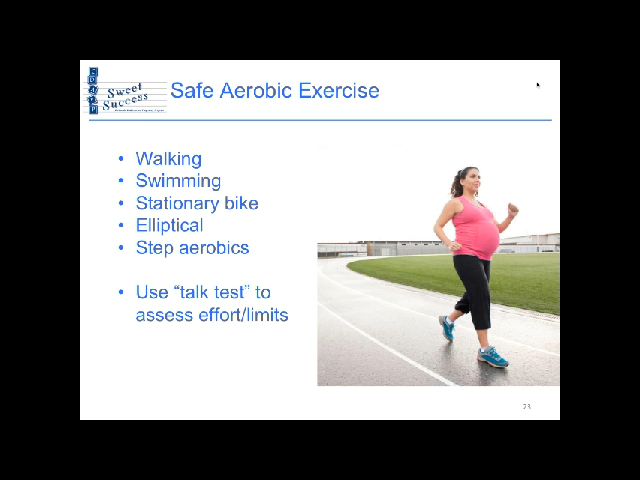 Sweet
Success
Safe Aerobic Exercise
• Walking
• Swimming
• Stationary bike
• Elliptical
• Step aerobics
• Use “talk test” to
assess effort/limits
23